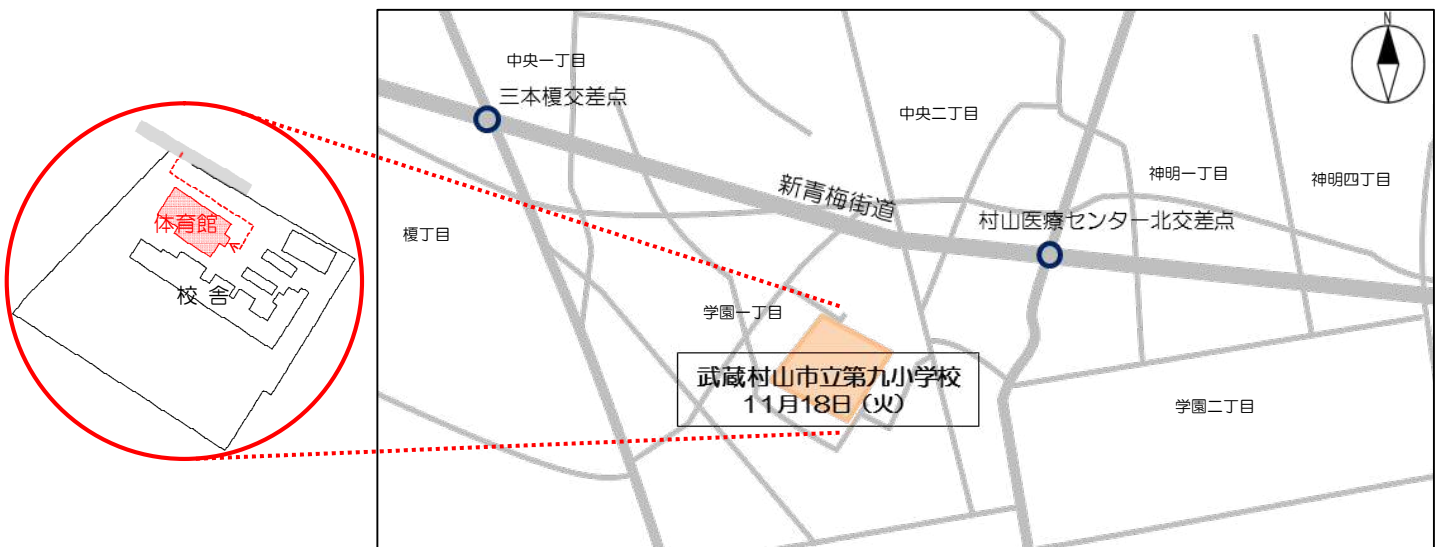 N
中央一丁目
三本榎交差点
中央二丁目
神明一丁目
神明四丁目
新青梅街道
村山医療センター北交差点
榎丁目
体育館
校舎
学園一丁目
武蔵村山市立第九小学校
11月18日（火）
学園二丁目